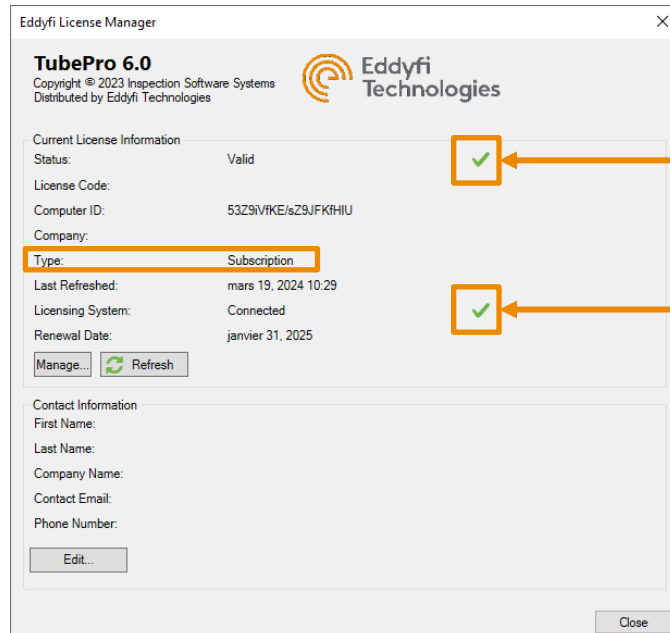 Eddyfi License Manager
TubePro 6.0
Copyright © 2023 Inspection Software Systems
Distributed by Eddyfi Technologies
Eddyfi
Technologies
Current License Information
Status: Valid
License Code:
Computer ID: 53Z9iVfKE/sZ9JFKfHIU
Company:
Type: Subscription
Last Refreshed: mars 19, 2024 10:29
Licensing System: Connected
Renewal Date: janvier 31, 2025
Manage... Refresh
Contact Information
First Name:
Last Name:
Company Name:
Contact Email:
Phone Number:
Edit...
Close